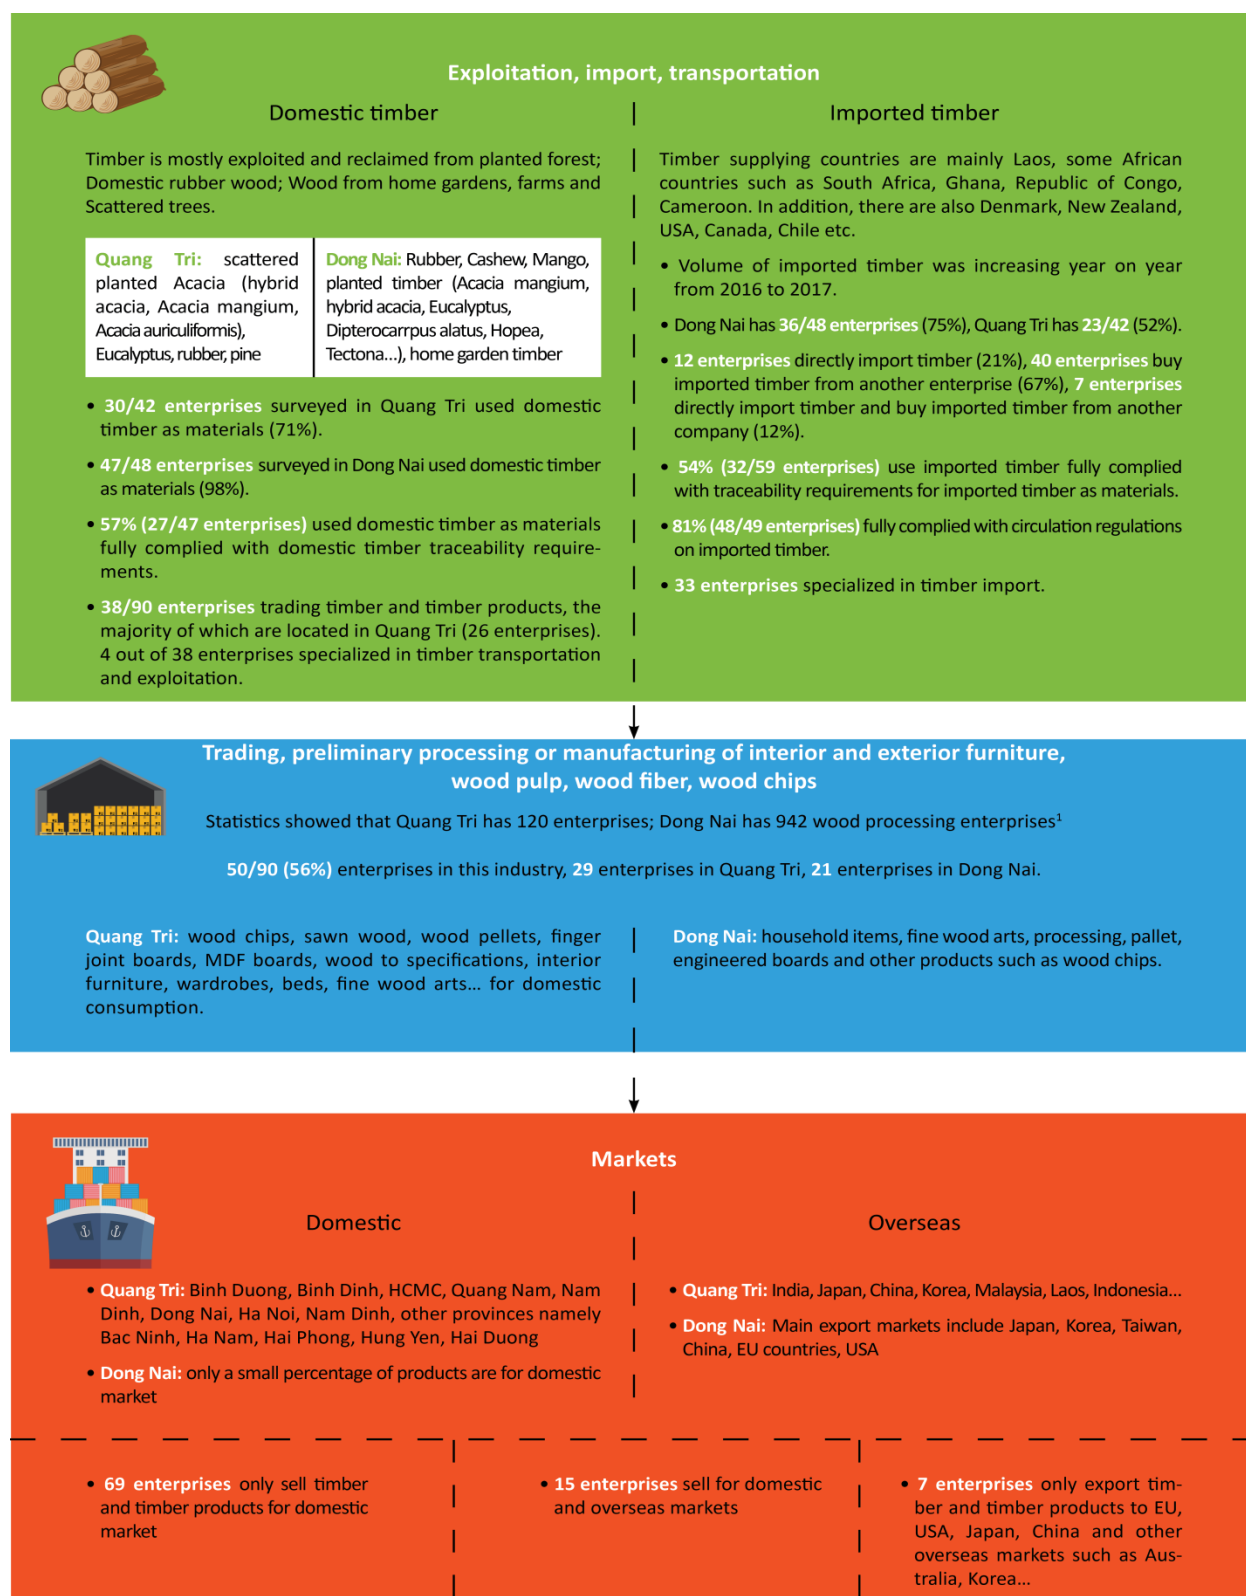 Exploitation, import, transportation
Domestic timber
Timber is mostly exploited and reclaimed from planted forest;
Domestic rubber wood; Wood from home gardens, farms and
Scattered trees.
Quang Tri: scattered
planted Acacia (hybrid
acacia, Acacia mangium,
Acacia auriculiformis),
Eucalyptus, rubber, pine
Dong Nai: Rubber, Cashew, Mango,
planted timber (Acacia mangium,
hybrid acacia, Eucalyptus,
Dipterocarrpus alatus, Hopea,
Tectona...), home garden timber
• 30/42 enterprises surveyed in Quang Tri used domestic
timber as materials (71%).
• 47/48 enterprises surveyed in Dong Nai used domestic timber
as materials (98%).
• 57% (27/47 enterprises) used domestic timber as materials
fully complied with domestic timber traceability require-
ments.
• 38/90 enterprises trading timber and timber products, the
majority of which are located in Quang Tri (26 enterprises).
4 out of 38 enterprises specialized in timber transportation
and exploitation.
Imported timber
Timber supplying countries are mainly Laos, some African
countries such as South Africa, Ghana, Republic of Congo,
Cameroon. In addition, there are also Denmark, New Zealand,
USA, Canada, Chile etc.
• Volume of imported timber was increasing year on year
from 2016 to 2017.
• Dong Nai has 36/48 enterprises (75%), Quang Tri has 23/42 (52%).
• 12 enterprises directly import timber (21%), 40 enterprises buy
imported timber from another enterprise (67%), 7 enterprises
directly import timber and buy imported timber from another
company (12%).
• 54% (32/59 enterprises) use imported timber fully complied
with traceability requirements for imported timber as materials.
• 81% (48/49 enterprises) fully complied with circulation regulations
on imported timber.
• 33 enterprises specialized in timber import.
Trading, preliminary processing or manufacturing of interior and exterior furniture,
wood pulp, wood fiber, wood chips
Statistics showed that Quang Tri has 120 enterprises; Dong Nai has 942 wood processing enterprises¹
50/90 (56%) enterprises in this industry, 29 enterprises in Quang Tri, 21 enterprises in Dong Nai.
Quang Tri: wood chips, sawn wood, wood pellets, finger
joint boards, MDF boards, wood to specifications, interior
furniture, wardrobes, beds, fine wood arts... for domestic
consumption.
Dong Nai: household items, fine wood arts, processing, pallet,
engineered boards and other products such as wood chips.
Markets
Domestic
• Quang Tri: Binh Duong, Binh Dinh, HCMC, Quang Nam, Nam
Dinh, Dong Nai, Ha Noi, Nam Dinh, other provinces namely
Bac Ninh, Ha Nam, Hai Phong, Hung Yen, Hai Duong
• Dong Nai: only a small percentage of products are for domestic
market
Overseas
• Quang Tri: India, Japan, China, Korea, Malaysia, Laos, Indonesia...
• Dong Nai: Main export markets include Japan, Korea, Taiwan,
China, EU countries, USA
• 69 enterprises only sell timber
and timber products for domestic
market
• 15 enterprises sell for domestic
and overseas markets
• 7 enterprises only export tim-
ber and timber products to EU,
USA, Japan, China and other
overseas markets such as Aus-
tralia, Korea...